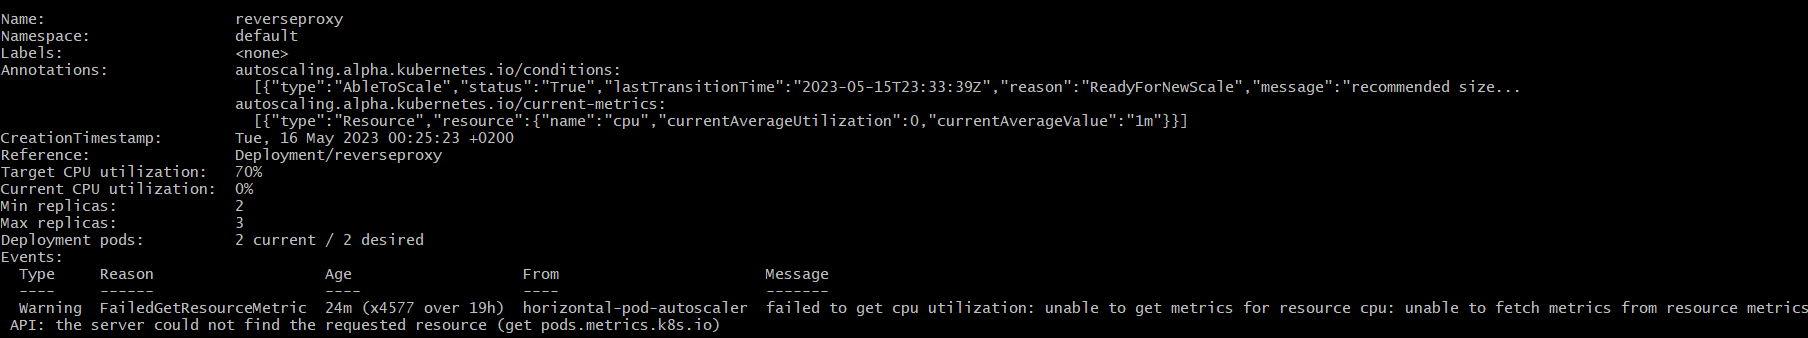 Name:                     reverseproxy
Namespace:                default
Labels:                   <none>
Annotations:              autoscaling.alpha.kubernetes.io/conditions:
                            [{"type":"AbleToScale","status":"True","lastTransitionTime":"2023-05-15T23:33:39Z","reason":"ReadyForNewScale","message":"recommended size...
                          autoscaling.alpha.kubernetes.io/current-metrics:
                            [{"type":"Resource","resource":{"name":"cpu","currentAverageUtilization":0,"currentAverageValue":"1m"}}]
CreationTimestamp:        Tue, 16 May 2023 00:25:23 +0200
Reference:                Deployment/reverseproxy
Target CPU utilization:   70%
Current CPU utilization:  0%
Min replicas:             2
Max replicas:             3
Deployment pods:          2 current / 2 desired
Events:
  Type     Reason                   Age                   From                       Message
  ----     ------                   ----                  ----                       -------
  Warning  FailedGetResourceMetric  24m (x4577 over 19h)  horizontal-pod-autoscaler  failed to get cpu utilization: unable to get metrics for resource cpu: unable to fetch metrics from resource metrics
 API: the server could not find the requested resource (get pods.metrics.k8s.io)